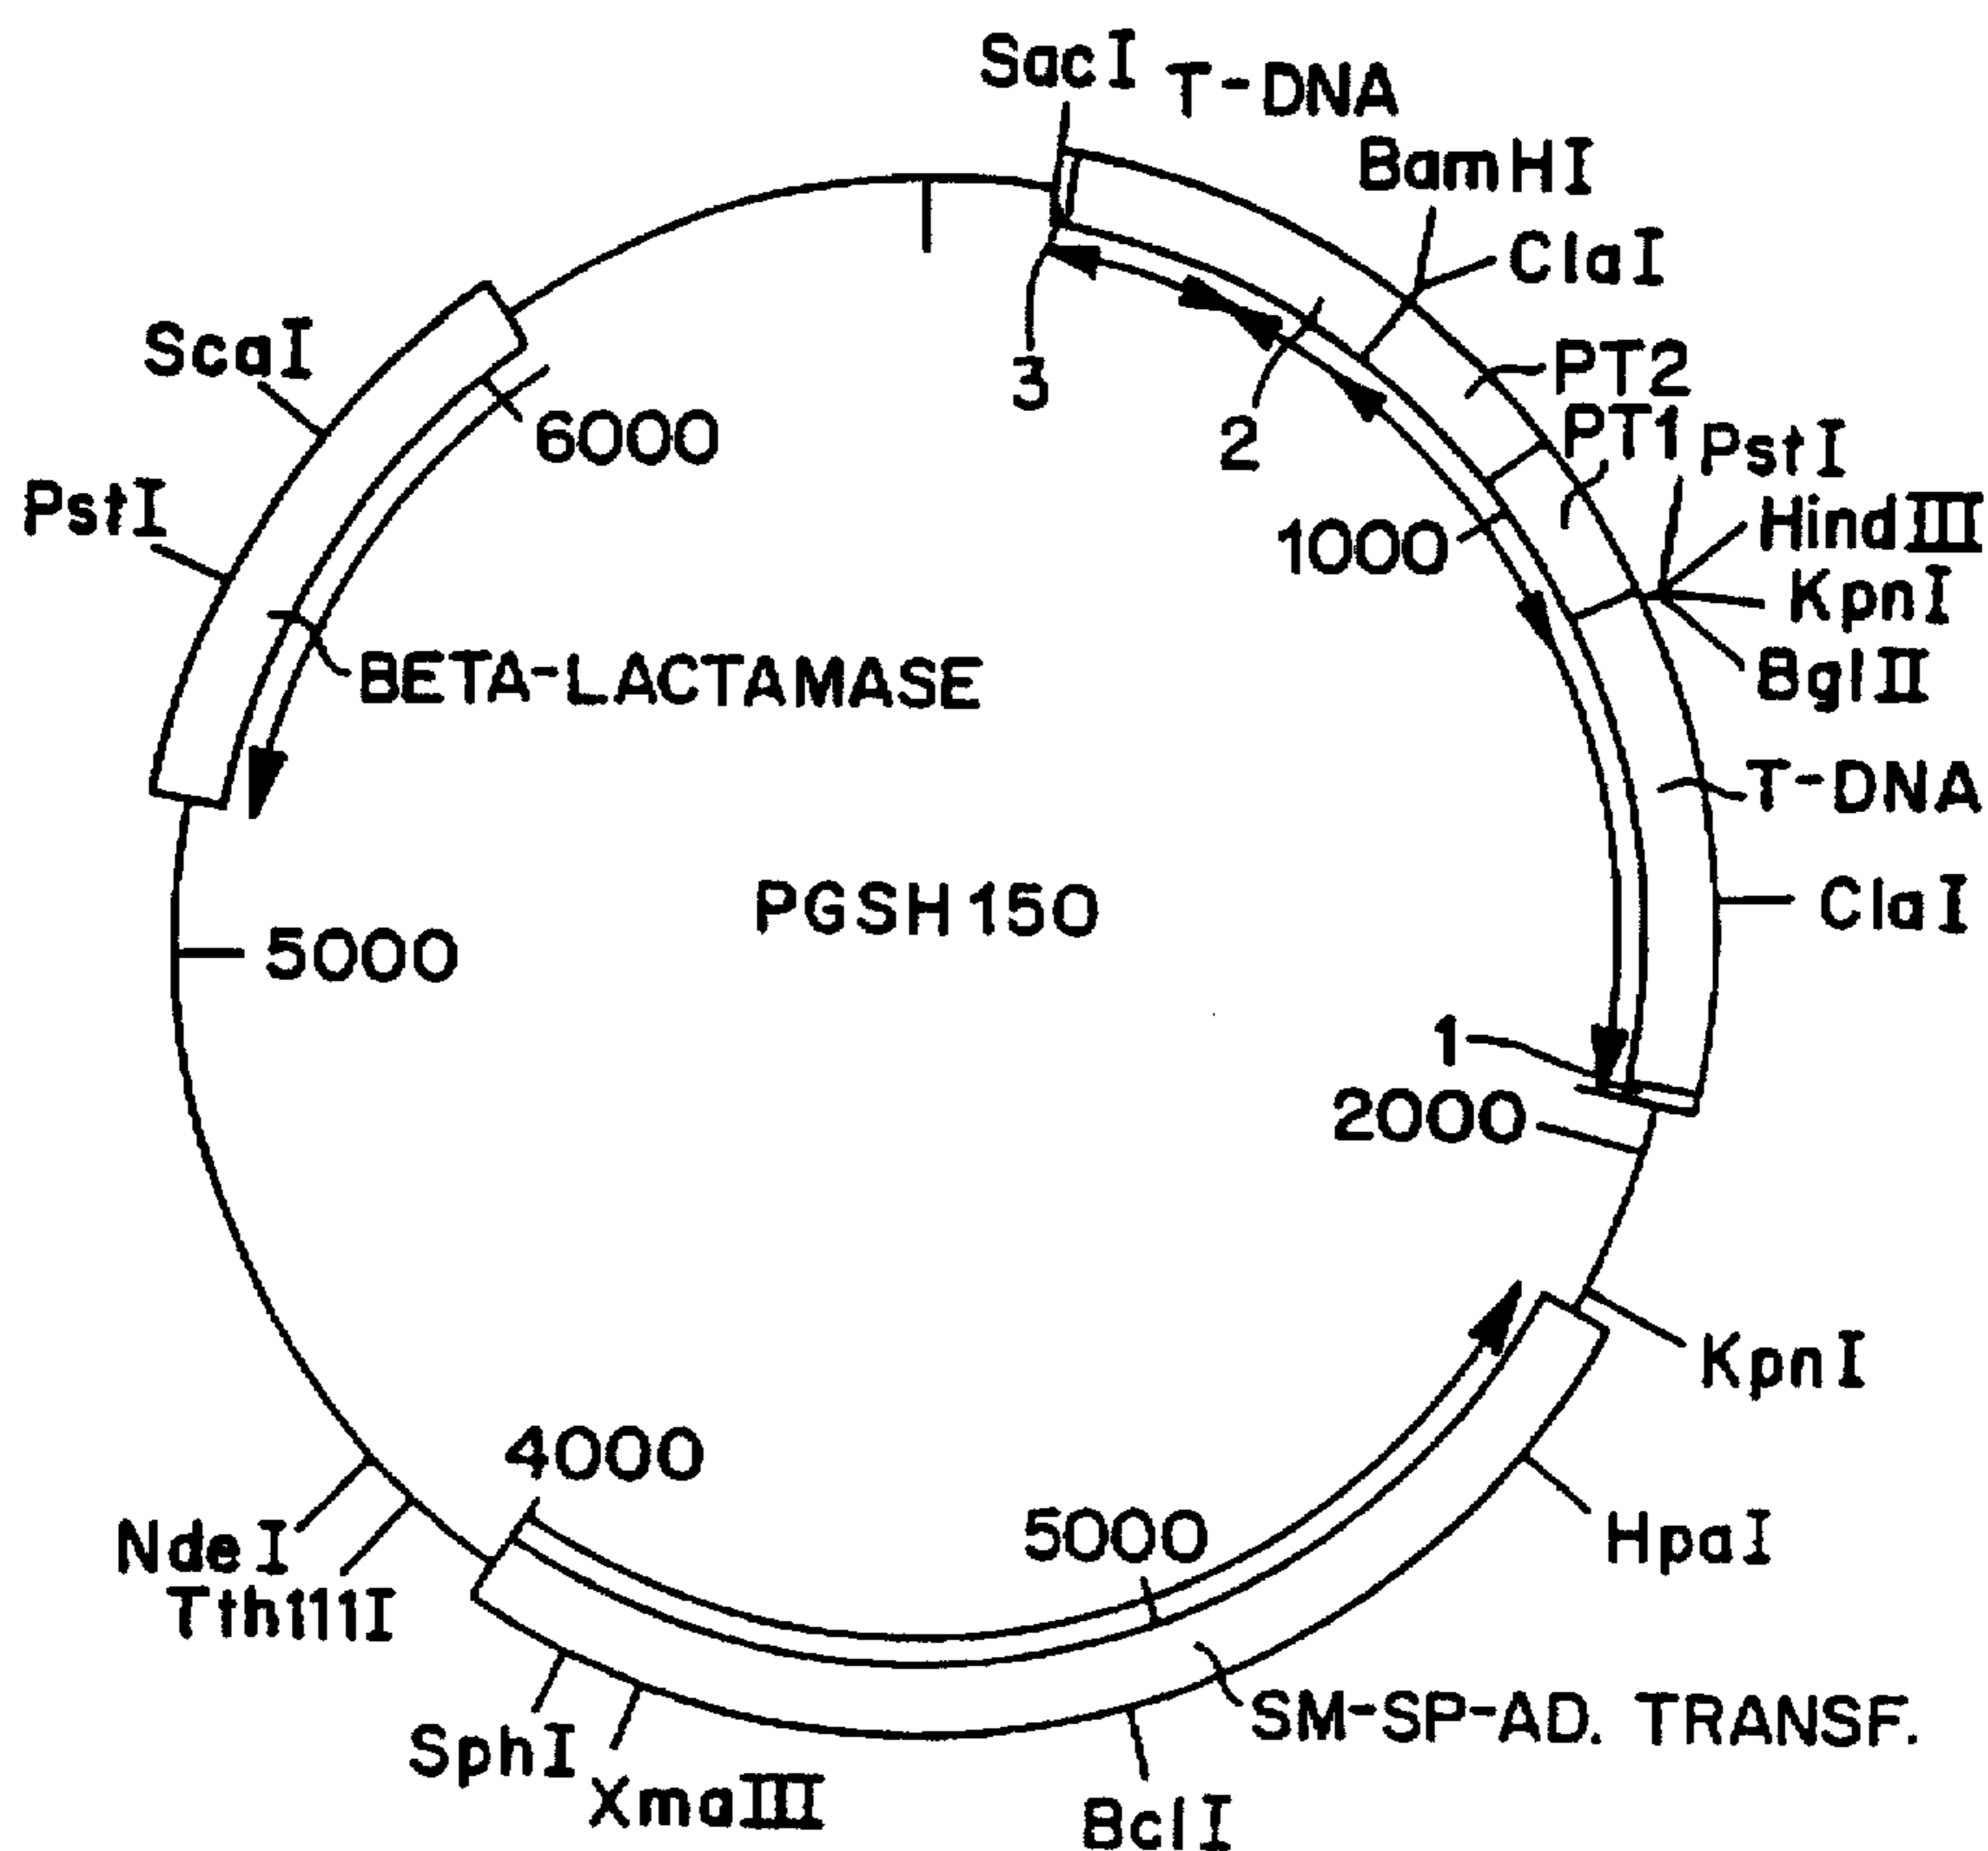 SacI
T-DNA
BamHI
ClaI
PT2
PT1
PstI
HindIII
KpnI
BglII
T-DNA
ClaI
ScaI
PstI
6000
3
2
1000
BETA-LACTAMASE
PGSH150
5000
1
2000
KpnI
HpaI
4000
5000
NdeI
Tth111I
SphI
XmaIII
BclI
SM-SP-AD. TRANSF.